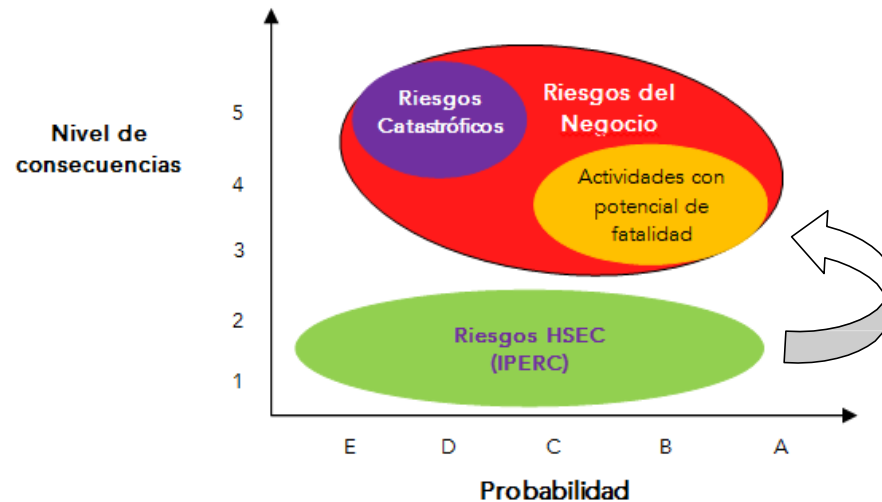 Nivel de
consecuencias
5
4
3
2
1
Riesgos
Catastróficos
Riesgos del
Negocio
Actividades con
potencial de
fatalidad
Riesgos HSEC
(IPERC)
E D C B A
Probabilidad